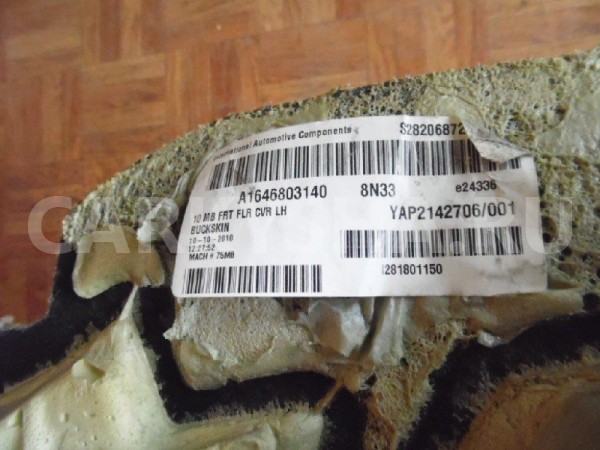 Automotive Components
S28206872
A1646803140 8N33 e24336
10 MB FRT FLR CVR LH
BUCKSKIN
YAP2142706/001
10-10-2010
12:27:52
MACH # 75MB
I281801150